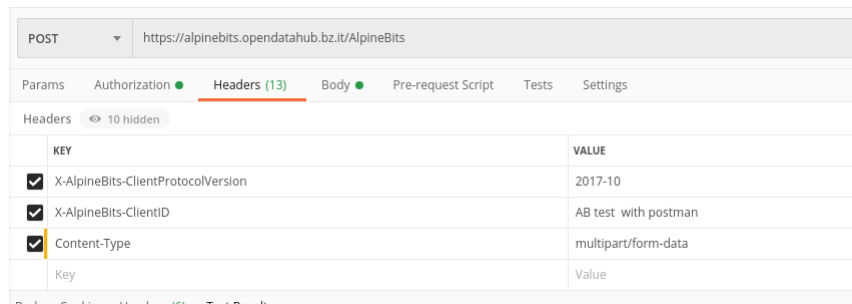 POST https://alpinebits.opendatahub.bz.it/AlpineBits
Params Authorization Headers (13) Body Pre-request Script Tests Settings
Headers 10 hidden
KEY VALUE
X-AlpineBits-ClientProtocolVersion 2017-10
X-AlpineBits-ClientID AB test with postman
Content-Type multipart/form-data
Key Value